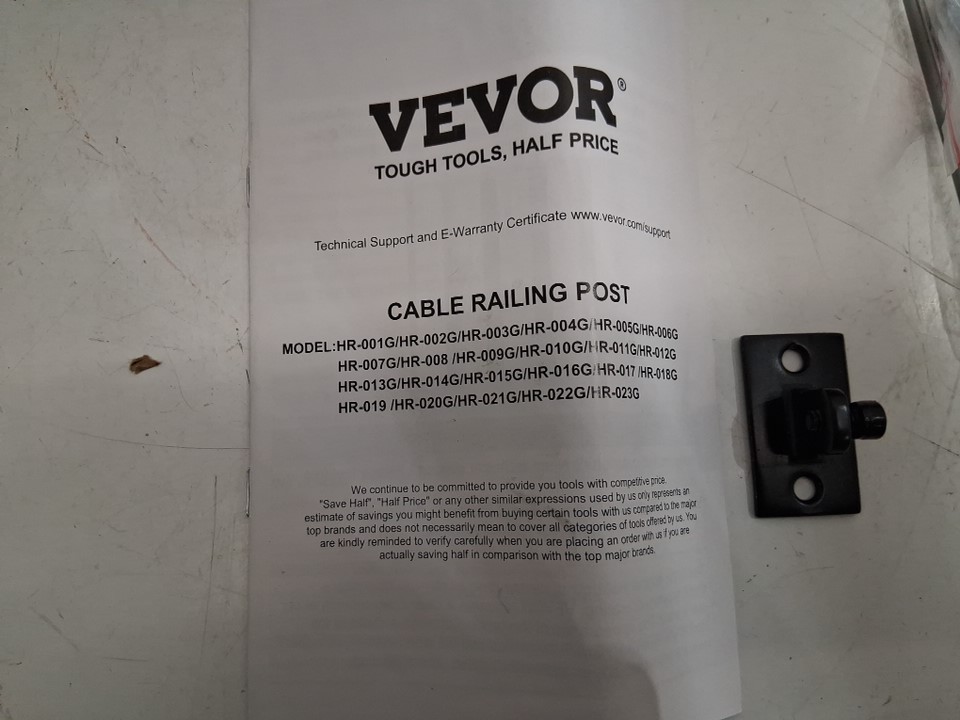 VEVOR®
TOUGH TOOLS, HALF PRICE
Technical Support and E-Warranty Certificate www.vevor.com/support
CABLE RAILING POST
MODEL:HR-001G/HR-002G/HR-003G/HR-004G/HR-005G/HR-006G
HR-007G/HR-008 /HR-009G/HR-010G/HR-011G/HR-012G
HR-013G/HR-014G/HR-015G/HR-016G/HR-017 /HR-018G
HR-019 /HR-020G/HR-021G/HR-022G/HR-023G
We continue to be committed to provide you tools with competitive price.
"Save Half", "Half Price" or any other similar expressions used by us only represents an
estimate of savings you might benefit from buying certain tools with us compared to the major
top brands and does not necessarily mean to cover all categories of tools offered by us. You
are kindly reminded to verify carefully when you are placing an order with us if you are
actually saving half in comparison with the top major brands.